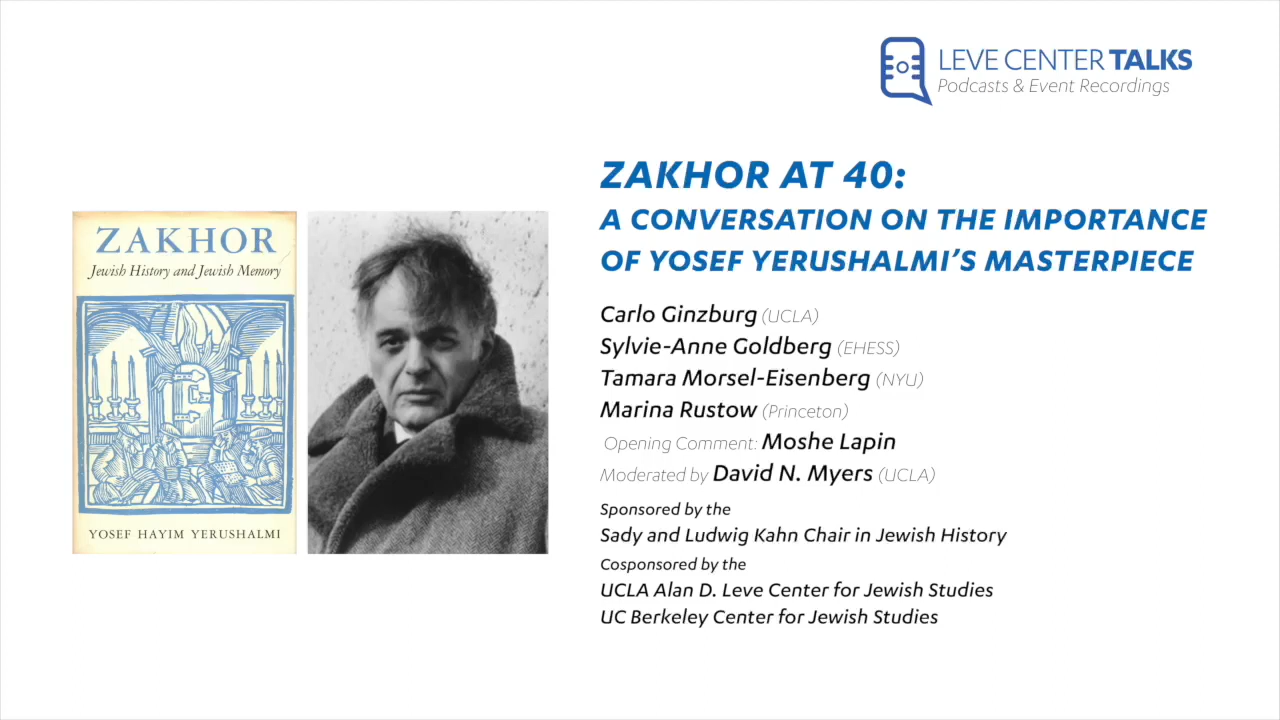 LEVE CENTER TALKS
Podcasts & Event Recordings
ZAKHOR
Jewish History and Jewish Memory
YOSEF HAYIM YERUSHALMI
ZAKHOR AT 40:
A CONVERSATION ON THE IMPORTANCE
OF YOSEF YERUSHALMI'S MASTERPIECE
Carlo Ginzburg (UCLA)
Sylvie-Anne Goldberg (EHESS)
Tamara Morsel-Eisenberg (NYU)
Marina Rustow (Princeton)
Opening Comment: Moshe Lapin
Moderated by David N. Myers (UCLA)
Sponsored by the
Sady and Ludwig Kahn Chair in Jewish History
Cosponsored by the
UCLA Alan D. Leve Center for Jewish Studies
UC Berkeley Center for Jewish Studies